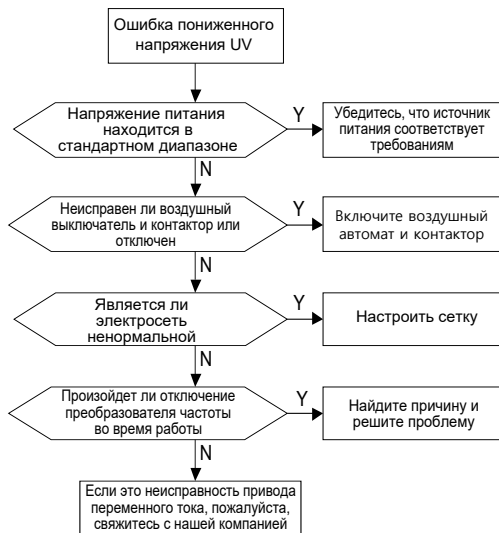 Ошибка пониженного
напряжения UV
Напряжение питания
находится в
стандартном диапазоне
Y
Убедитесь, что источник
питания соответствует
требованиям
N
Неисправен ли воздушный
выключатель и контактор или
отключен
Y
Включите воздушный
автомат и контактор
N
Является ли
электросеть
ненормальной
Y
Настроить сетку
N
Произойдет ли отключение
преобразователя частоты
во время работы
Y
Найдите причину и
решите проблему
N
Если это неисправность привода
переменного тока, пожалуйста,
свяжитесь с нашей компанией